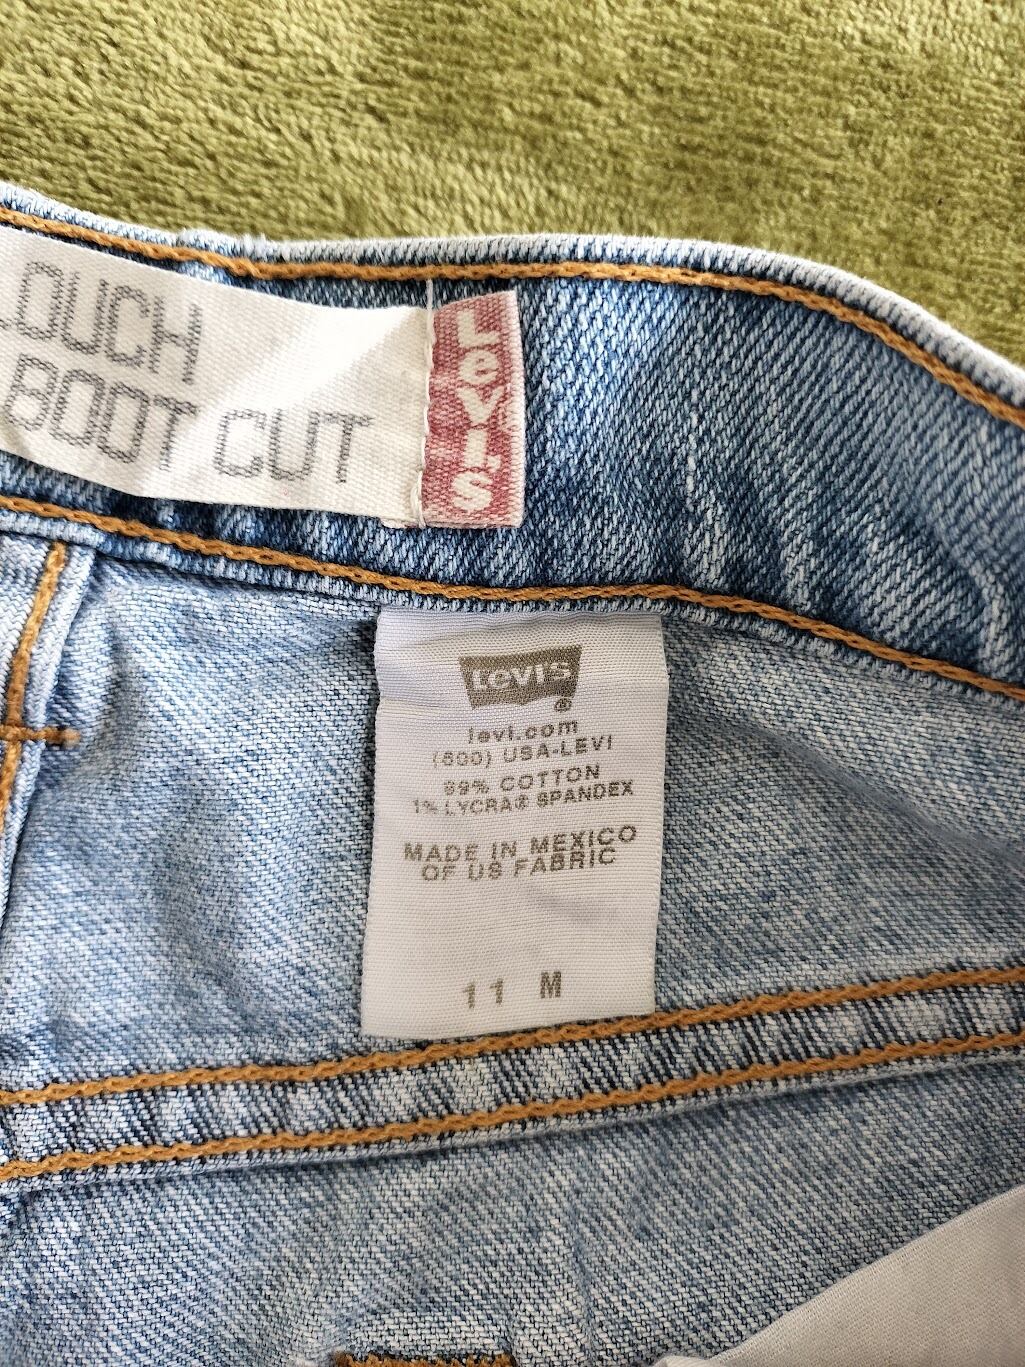 OUCH
BOOT CUT
Levi's
Levi's®
levi.com
(800) USA-LEVI
99% COTTON
1% LYCRA® SPANDEX
MADE IN MEXICO
OF US FABRIC
11 M